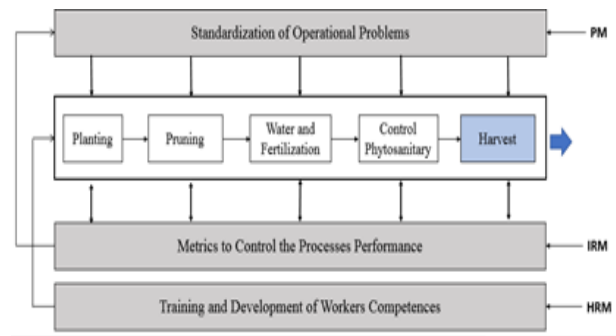 Standardization of Operational Problems
PM
Planting
Pruning
Water and
Fertilization
Control
Phytosanitary
Harvest
Metrics to Control the Processes Performance
IRM
Training and Development of Workers Competences
HRM